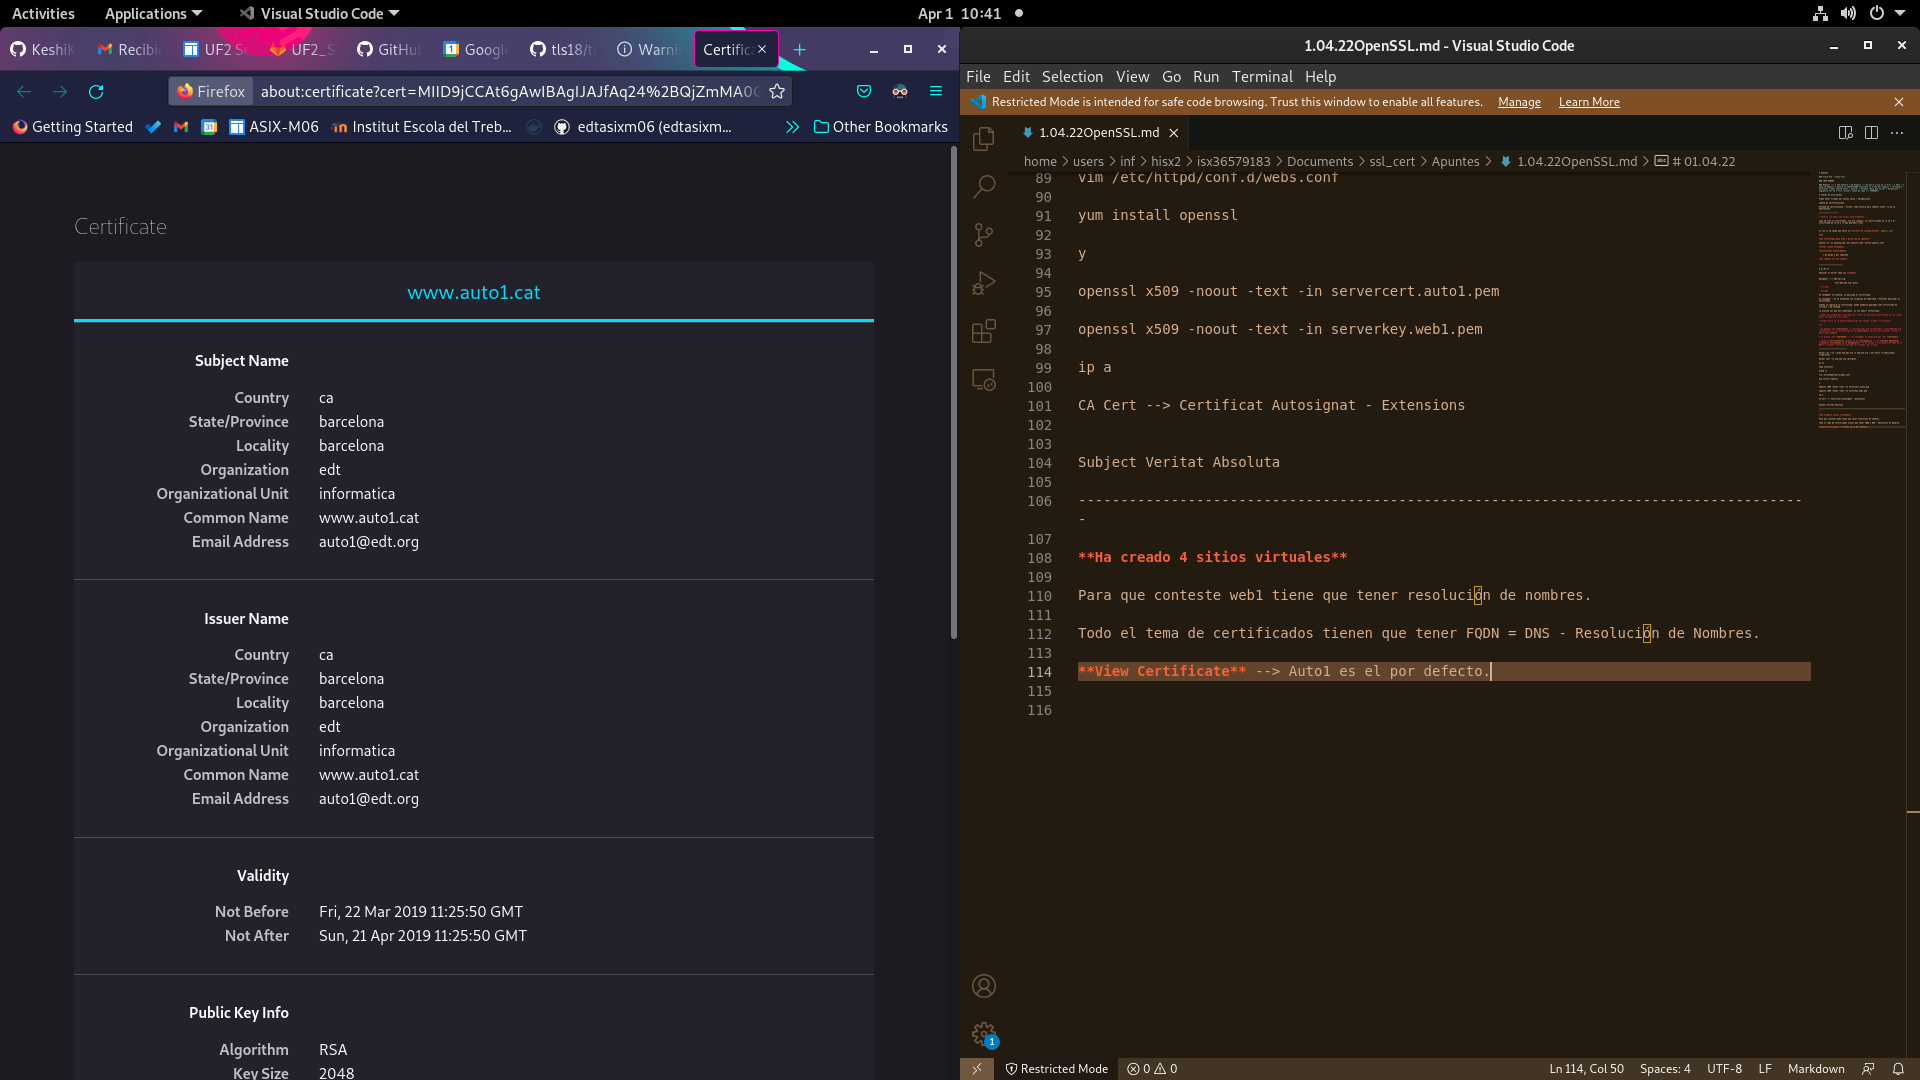 Activities Applications Visual Studio Code Apr 1 10:41
KeshiK Recibi UF2 S UF2_S GitHu Google tls18/t Warni Certific
Firefox about:certificate?cert=MIID9jCCAt6gAwIBAgIJAJfAq24%2BQjZmMA0G
Getting Started ASIX-M06 Institut Escola del Treb... edtasixm06 (edtasixm... Other Bookmarks
Certificate
www.auto1.cat
Subject Name
Country ca
State/Province barcelona
Locality barcelona
Organization edt
Organizational Unit informatica
Common Name www.auto1.cat
Email Address auto1@edt.org
Issuer Name
Country ca
State/Province barcelona
Locality barcelona
Organization edt
Organizational Unit informatica
Common Name www.auto1.cat
Email Address auto1@edt.org
Validity
Not Before Fri, 22 Mar 2019 11:25:50 GMT
Not After Sun, 21 Apr 2019 11:25:50 GMT
Public Key Info
Algorithm RSA
Key Size 2048
1.04.22OpenSSL.md - Visual Studio Code
File Edit Selection View Go Run Terminal Help
Restricted Mode is intended for safe code browsing. Trust this window to enable all features. Manage Learn More
1.04.22OpenSSL.md
home > users > inf > hisx2 > isx36579183 > Documents > ssl_cert > Apuntes > 1.04.22OpenSSL.md > # 01.04.22
89 vim /etc/httpd/conf.d/webs.conf
90
91 yum install openssl
92
93 y
94
95 openssl x509 -noout -text -in servercert.auto1.pem
96
97 openssl x509 -noout -text -in serverkey.web1.pem
98
99 ip a
100
101 CA Cert --> Certificat Autosignat - Extensions
102
103
104 Subject Veritat Absoluta
105
106 --------------------------------------------------------------------------------------
-
107
108 **Ha creado 4 sitios virtuales**
109
110 Para que conteste web1 tiene que tener resolución de nombres.
111
112 Todo el tema de certificados tienen que tener FQDN = DNS - Resolución de Nombres.
113
114 **View Certificate** --> Auto1 es el por defecto.
115
116
1
Restricted Mode 0 0 Ln 114, Col 50 Spaces: 4 UTF-8 LF Markdown